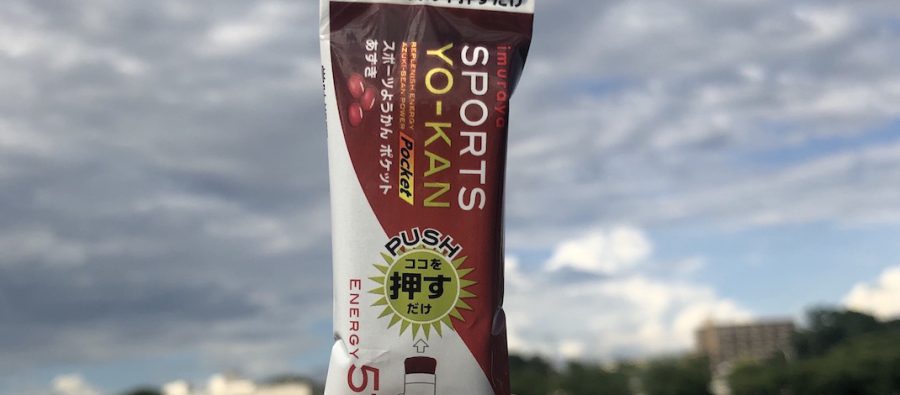 imuraya
SPORTS
YO-KAN
REPLENISH ENERGY
AZUKI-BEAN POWER
Pocket
スポーツようかん ポケット
あずき
PUSH
ココを
押す
だけ
ENERGY